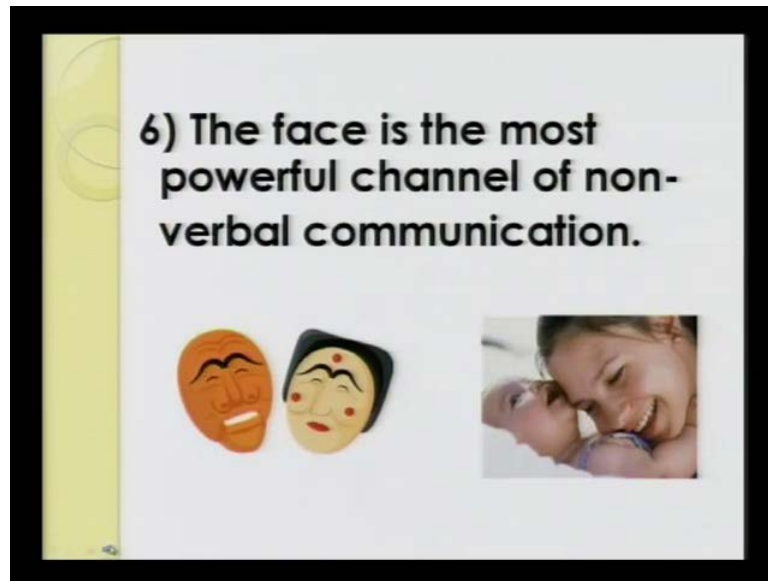 6) The face is the most
powerful channel of non-
verbal communication.